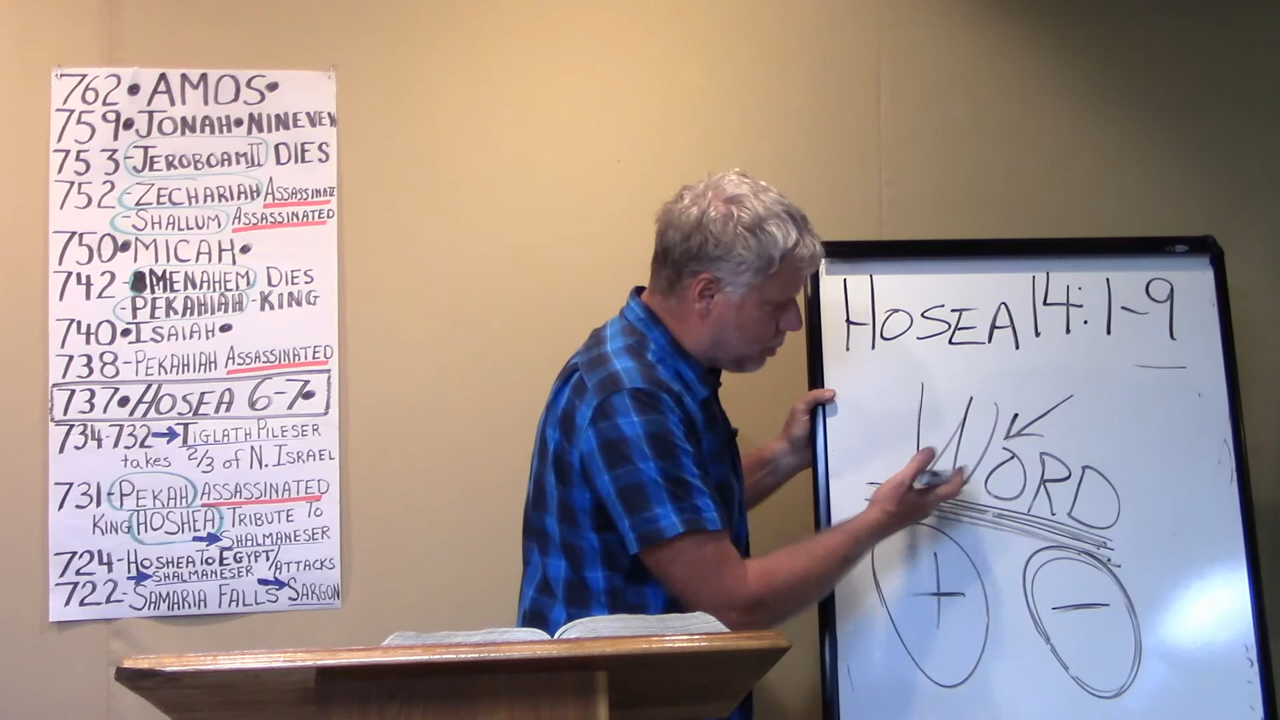 762•AMOS•
759•JONAH•NINEVEH
753-JEROBOAM II DIES
752-ZECHARIAH ASSASSINATE
-SHALLUM ASSASSINATED
750•MICAH•
742-MENAHEM DIES
-PEKAHIAH-KING
740•ISAIAH•
738-PEKAHIAH ASSASSINATED
737•HOSEA 6-7•
734-732→TIGLATH PILESER
takes 2/3 of N. ISRAEL
731-PEKAH ASSASSINATED
KING HOSHEA TRIBUTE TO
→SHALMANESER
724-HOSHEA TO EGYPT/
→SHALMANESER ATTACKS
722-SAMARIA FALLS→SARGON
HOSEA 14:1-9
WORD
+ -